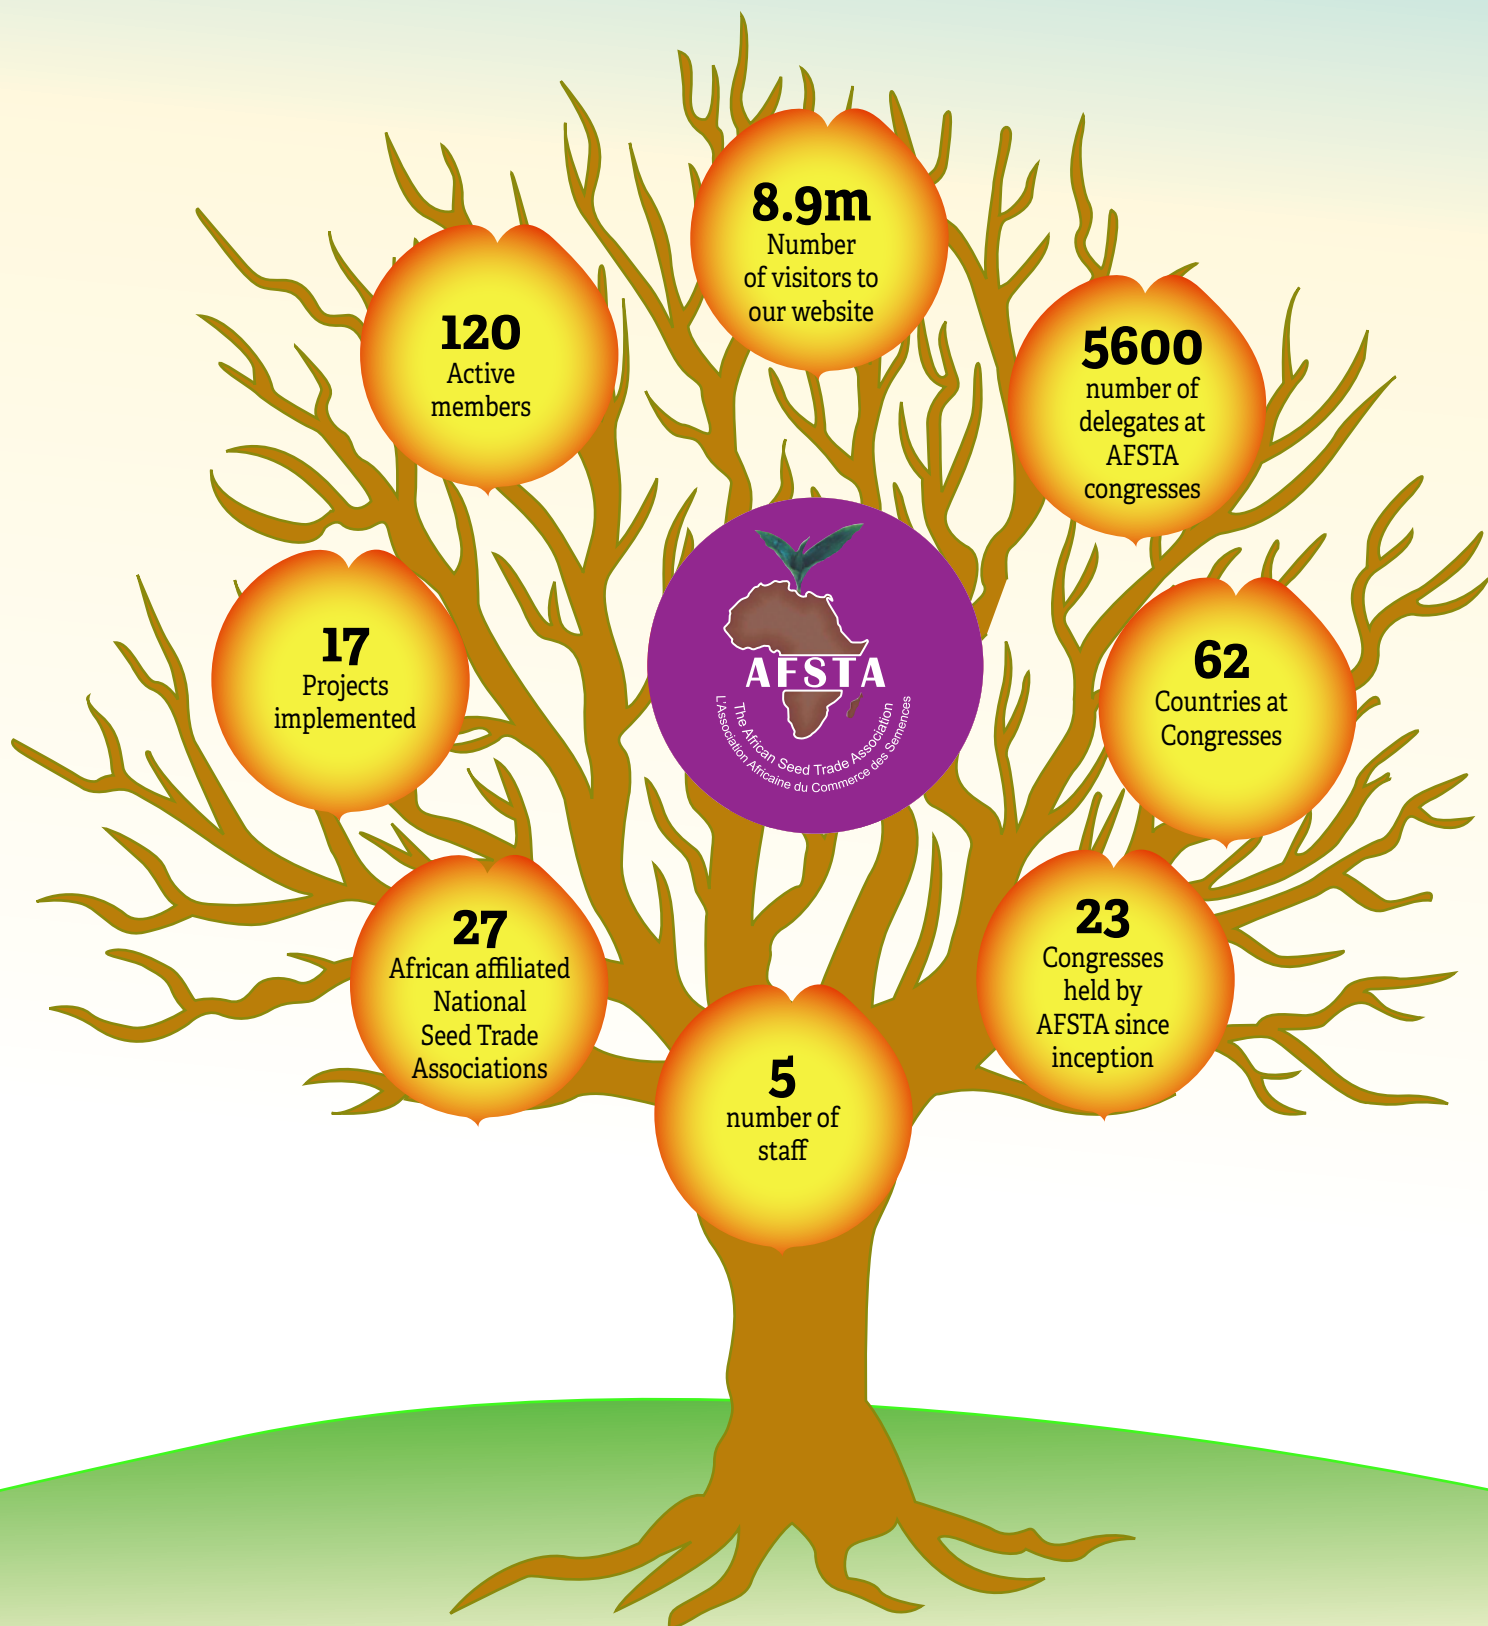 8.9m
Number
of visitors to
our website
120
Active
members
5600
number of
delegates at
AFSTA
congresses
17
Projects
implemented
AFSTA
The African Seed Trade Association
L'Association Africaine du Commerce des Semences
62
Countries at
Congresses
27
African affiliated
National
Seed Trade
Associations
23
Congresses
held by
AFSTA since
inception
5
number of
staff